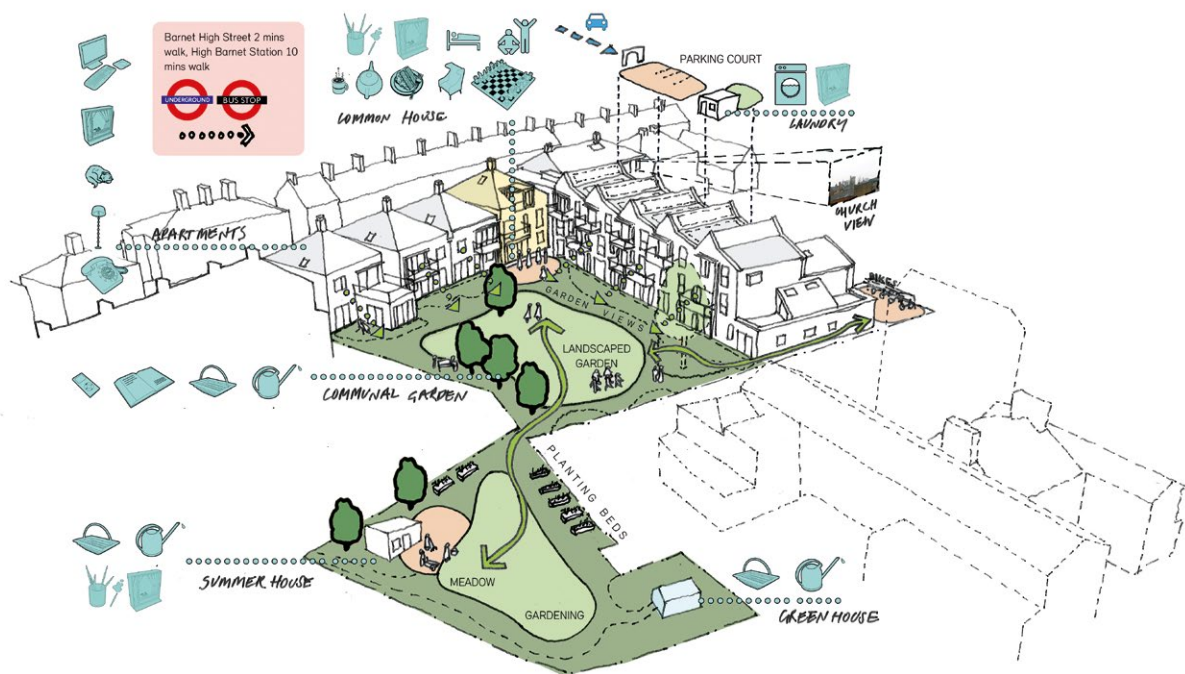 Barnet High Street 2 mins
walk, High Barnet Station 10
mins walk
UNDERGROUND
BUS STOP
COMMON HOUSE
PARKING COURT
LAUNDRY
CHURCH
VIEW
APARTMENTS
BIKES
GARDEN VIEWS
LANDSCAPED
GARDEN
COMMUNAL GARDEN
PLANTING BEDS
SUMMER HOUSE
MEADOW
GARDENING
GREEN HOUSE